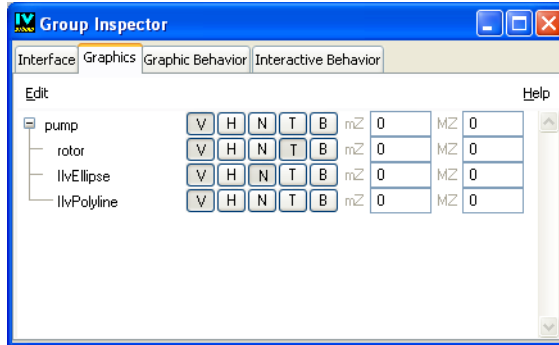 IV Group Inspector
Interface Graphics Graphic Behavior Interactive Behavior
Edit Help
pump V H N T B mZ 0 MZ 0
rotor V H N T B mZ 0 MZ 0
IlvEllipse V H N T B mZ 0 MZ 0
IlvPolyline V H N T B mZ 0 MZ 0